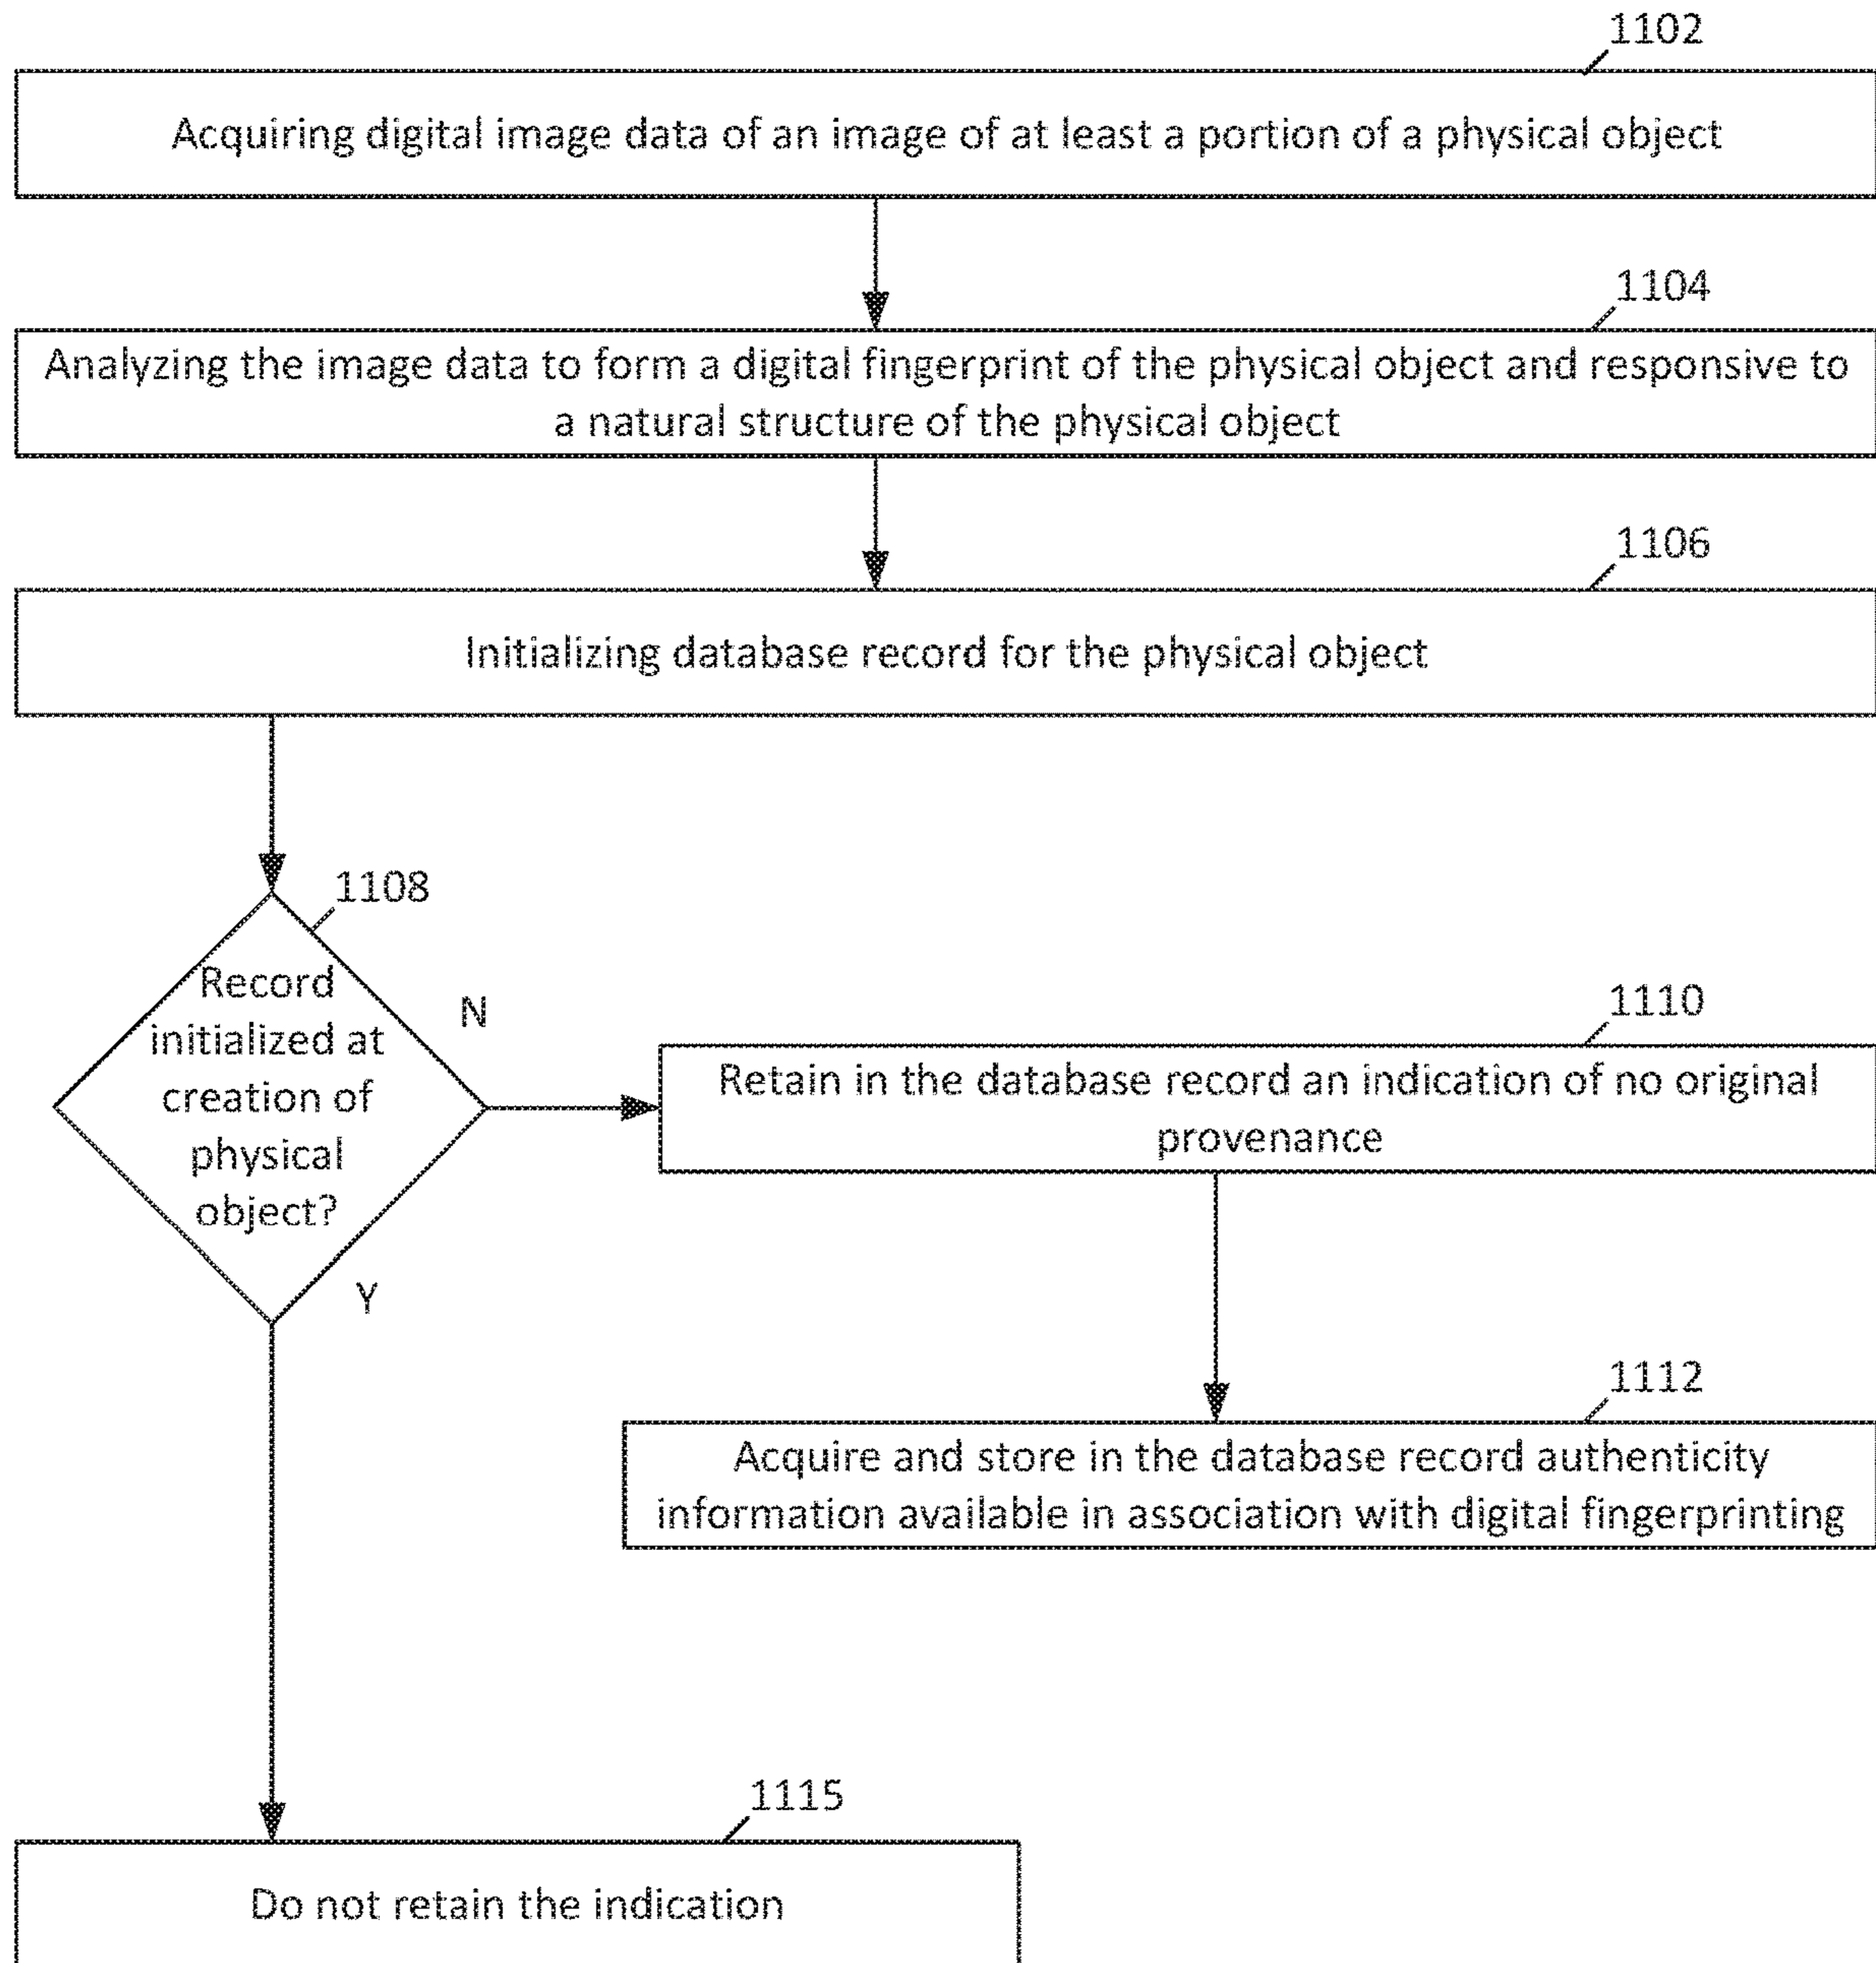 1102
Acquiring digital image data of an image of at least a portion of a physical object
1104
Analyzing the image data to form a digital fingerprint of the physical object and responsive to
a natural structure of the physical object
1106
Initializing database record for the physical object
1108
Record
initialized at
creation of
physical
object?
N
Y
1110
Retain in the database record an indication of no original
provenance
1112
Acquire and store in the database record authenticity
information available in association with digital fingerprinting
1115
Do not retain the indication